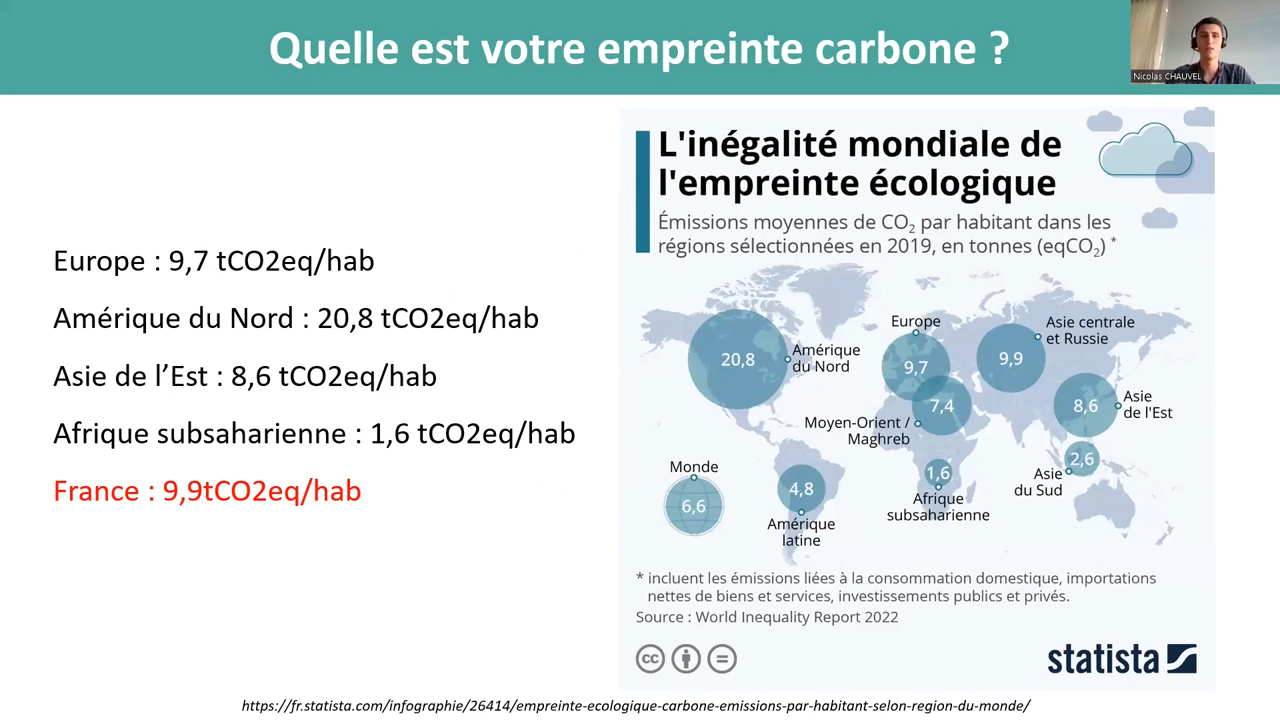 Quelle est votre empreinte carbone ?
Nicolas CHAUVEL
Europe : 9,7 tCO2eq/hab
Amérique du Nord : 20,8 tCO2eq/hab
Asie de l’Est : 8,6 tCO2eq/hab
Afrique subsaharienne : 1,6 tCO2eq/hab
France : 9,9tCO2eq/hab
L'inégalité mondiale de
l'empreinte écologique
Émissions moyennes de CO₂ par habitant dans les
régions sélectionnées en 2019, en tonnes (eqCO₂) *
20,8
Amérique
du Nord
Europe
9,7
9,9
Asie centrale
et Russie
7,4
Moyen-Orient /
Maghreb
8,6
Asie
de l'Est
Monde
6,6
4,8
Amérique
latine
1,6
Afrique
subsaharienne
2,6
Asie
du Sud
* incluent les émissions liées à la consommation domestique, importations
nettes de biens et services, investissements publics et privés.
Source : World Inequality Report 2022
cc
=
statista
https://fr.statista.com/infographie/26414/empreinte-ecologique-carbone-emissions-par-habitant-selon-region-du-monde/